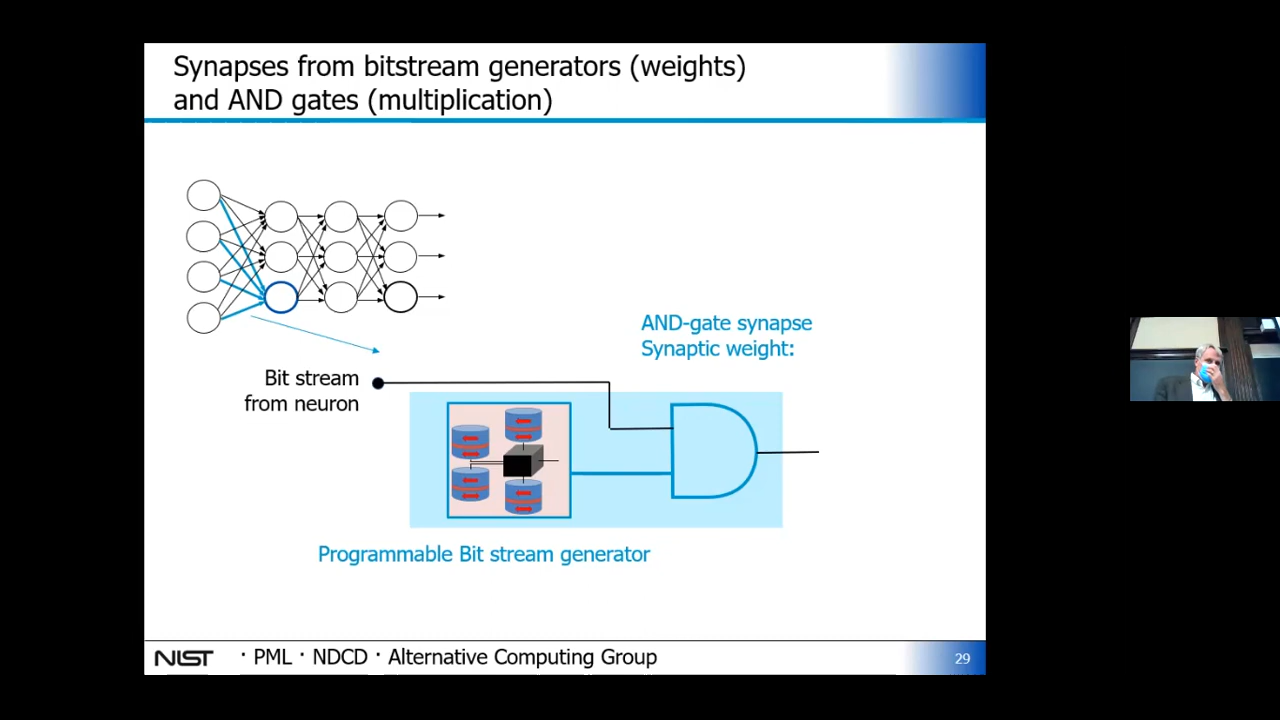 Synapses from bitstream generators (weights)
and AND gates (multiplication)
AND-gate synapse
Synaptic weight:
Bit stream
from neuron
Programmable Bit stream generator
NIST · PML · NDCD · Alternative Computing Group
29